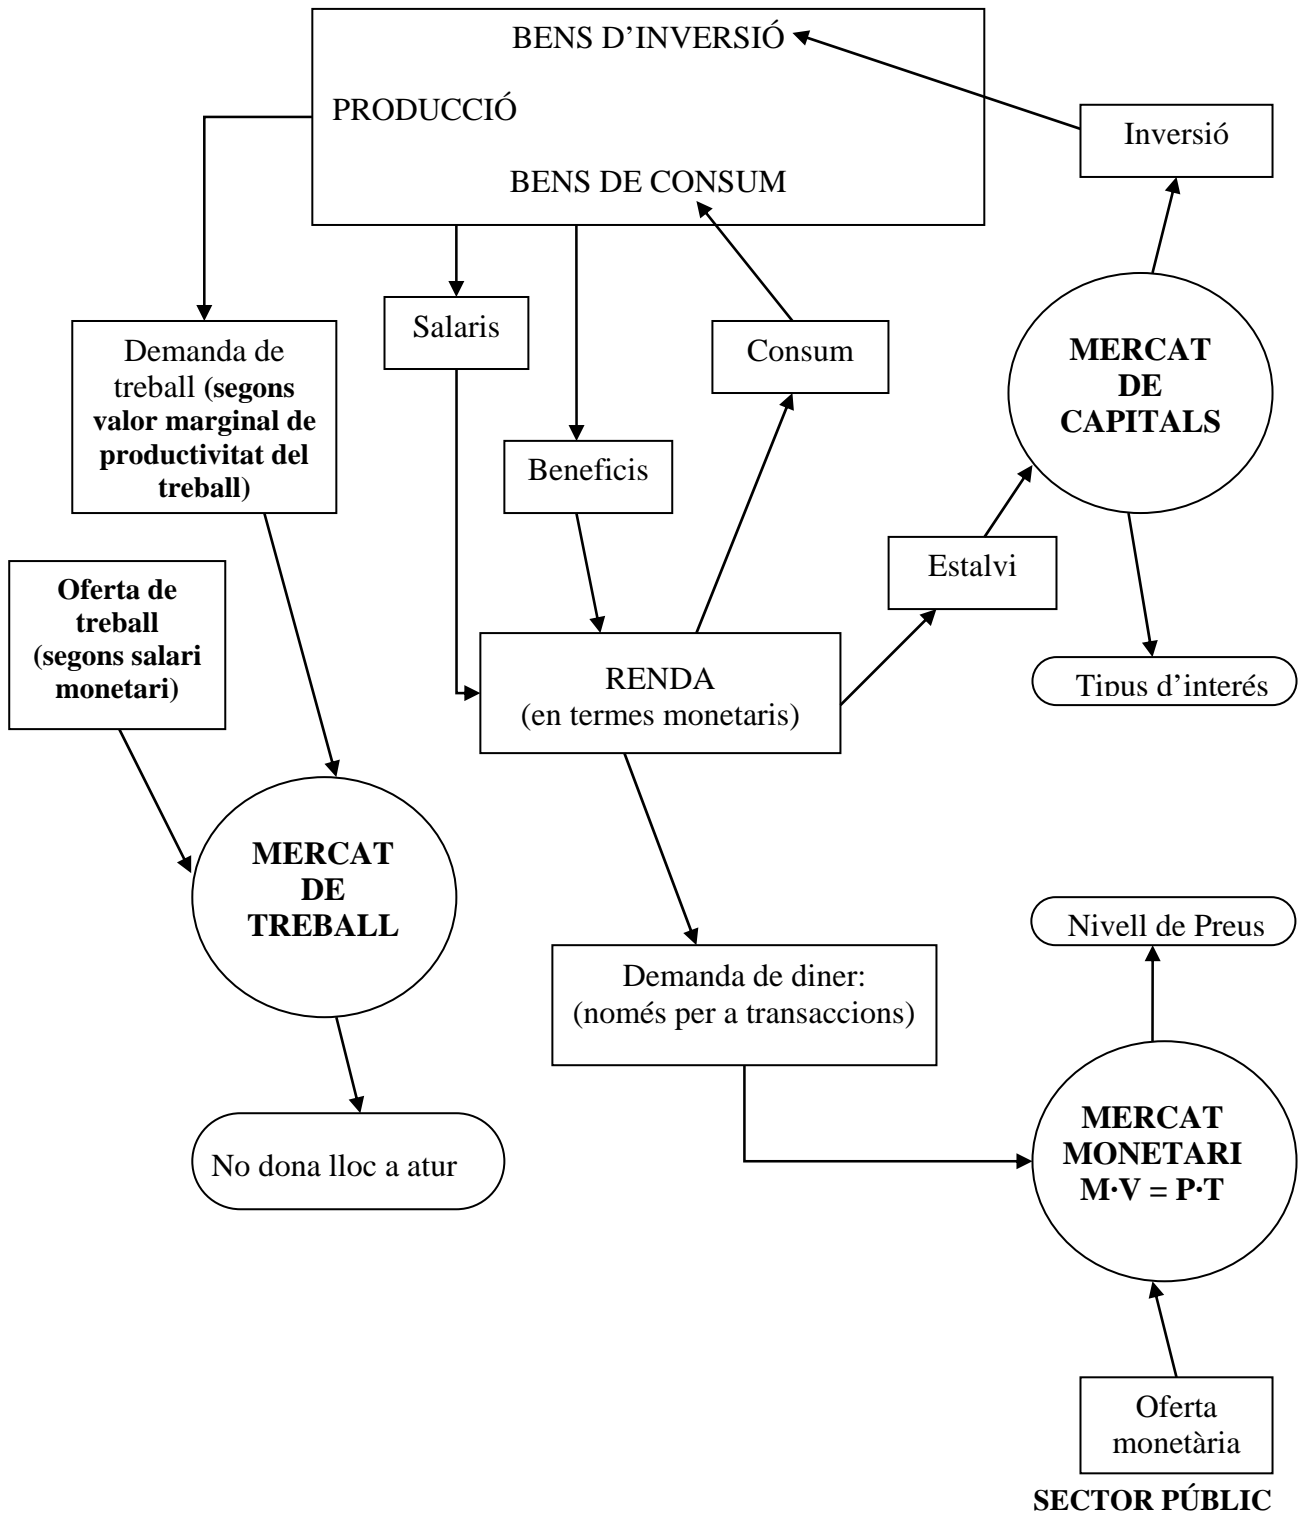 BENS D’INVERSIÓ
PRODUCCIÓ
BENS DE CONSUM
Inversió
Salaris
Demanda de
treball (segons
valor marginal de
productivitat del
treball)
Consum
MERCAT
DE
CAPITALS
Beneficis
Estalvi
Oferta de
treball
(segons salari
monetari)
RENDA
(en termes monetaris)
Tipus d’interés
MERCAT
DE
TREBALL
Nivell de Preus
Demanda de diner:
(només per a transaccions)
MERCAT
MONETARI
M·V = P·T
No dona lloc a atur
Oferta
monetària
SECTOR PÚBLIC